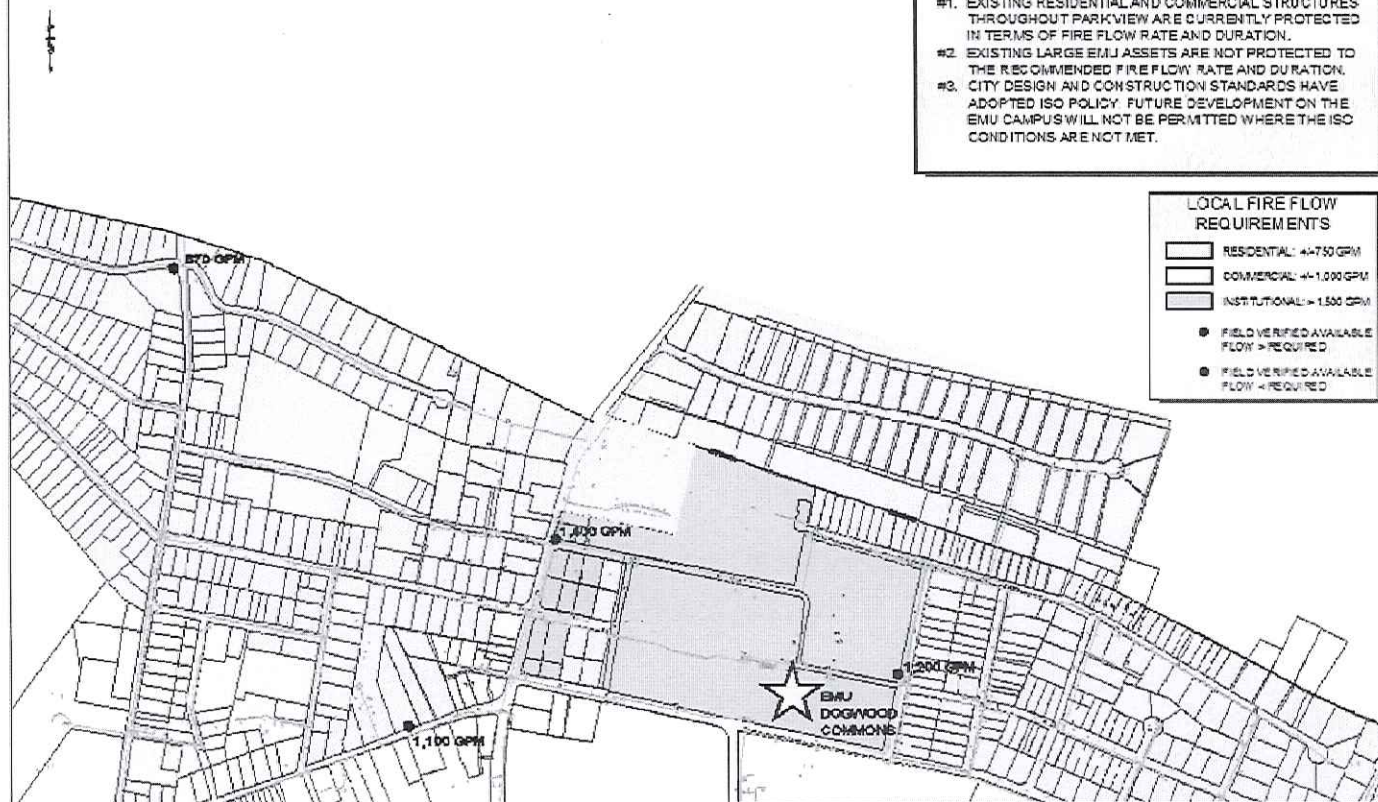 #1. EXISTING RESIDENTIAL AND COMMERCIAL STRUCTURES
THROUGHOUT PARKVIEW ARE CURRENTLY PROTECTED
IN TERMS OF FIRE FLOW RATE AND DURATION.
#2. EXISTING LARGE EMU ASSETS ARE NOT PROTECTED TO
THE RECOMMENDED FIRE FLOW RATE AND DURATION.
#3. CITY DESIGN AND CONSTRUCTION STANDARDS HAVE
ADOPTED ISO POLICY. FUTURE DEVELOPMENT ON THE
EMU CAMPUS WILL NOT BE PERMITTED WHERE THE ISO
CONDITIONS ARE NOT MET.
LOCAL FIRE FLOW
REQUIREMENTS
RESIDENTIAL: +/-750 GPM
COMMERCIAL: +/-1,000 GPM
INSTITUTIONAL: > 1,500 GPM
FIELD VERIFIED AVAILABLE
FLOW > REQUIRED
FIELD VERIFIED AVAILABLE
FLOW < REQUIRED
GPM
1,400 GPM
1,200 GPM
EMU
DOGWOOD
COMMONS
1,100 GPM